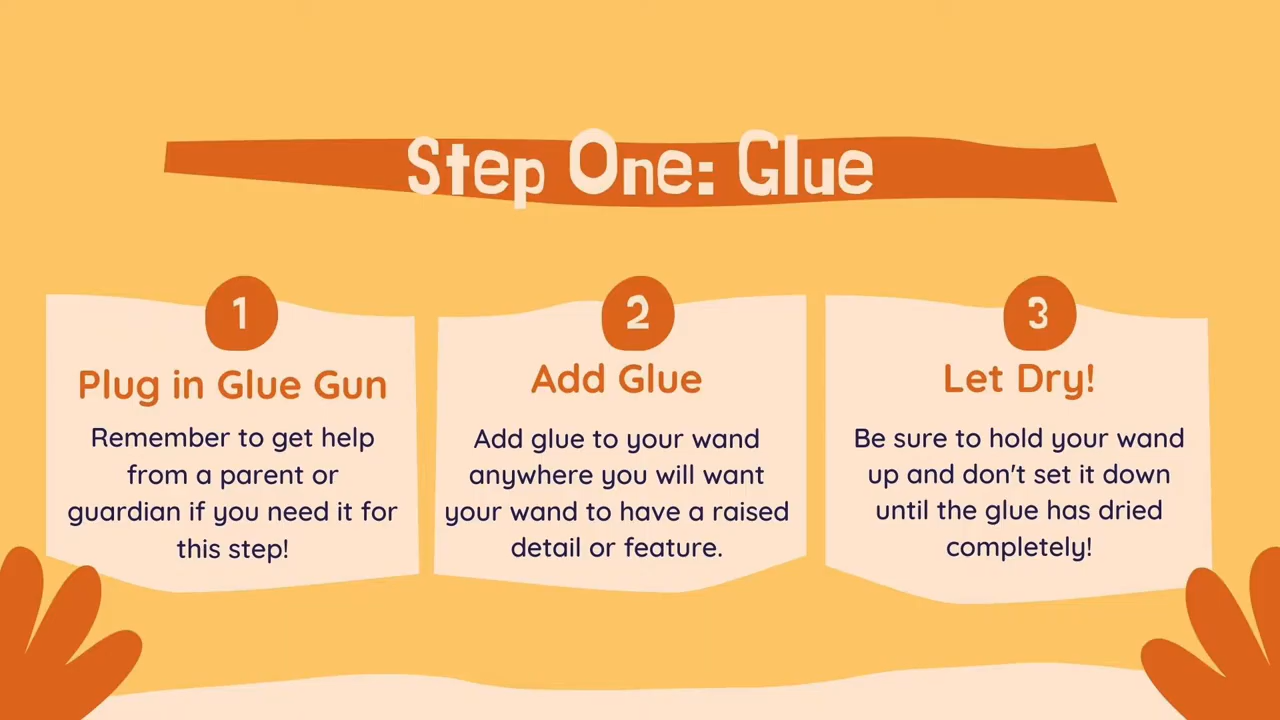 Step One: Glue
1
Plug in Glue Gun
Remember to get help
from a parent or
guardian if you need it for
this step!
2
Add Glue
Add glue to your wand
anywhere you will want
your wand to have a raised
detail or feature.
3
Let Dry!
Be sure to hold your wand
up and don't set it down
until the glue has dried
completely!